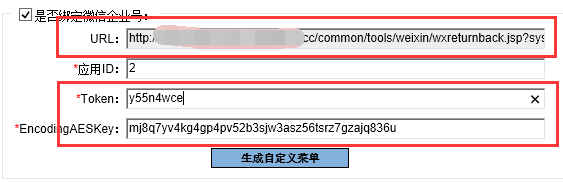 是否绑定微信企业号:
URL: http: cc/common/tools/weixin/wxreturnback.jsp?sys
*应用ID: 2
*Token: y55n4wce
*EncodingAESKey: mj8q7yv4kg4gp4pv52b3sjw3asz56tsrz7gzajq836u
生成自定义菜单